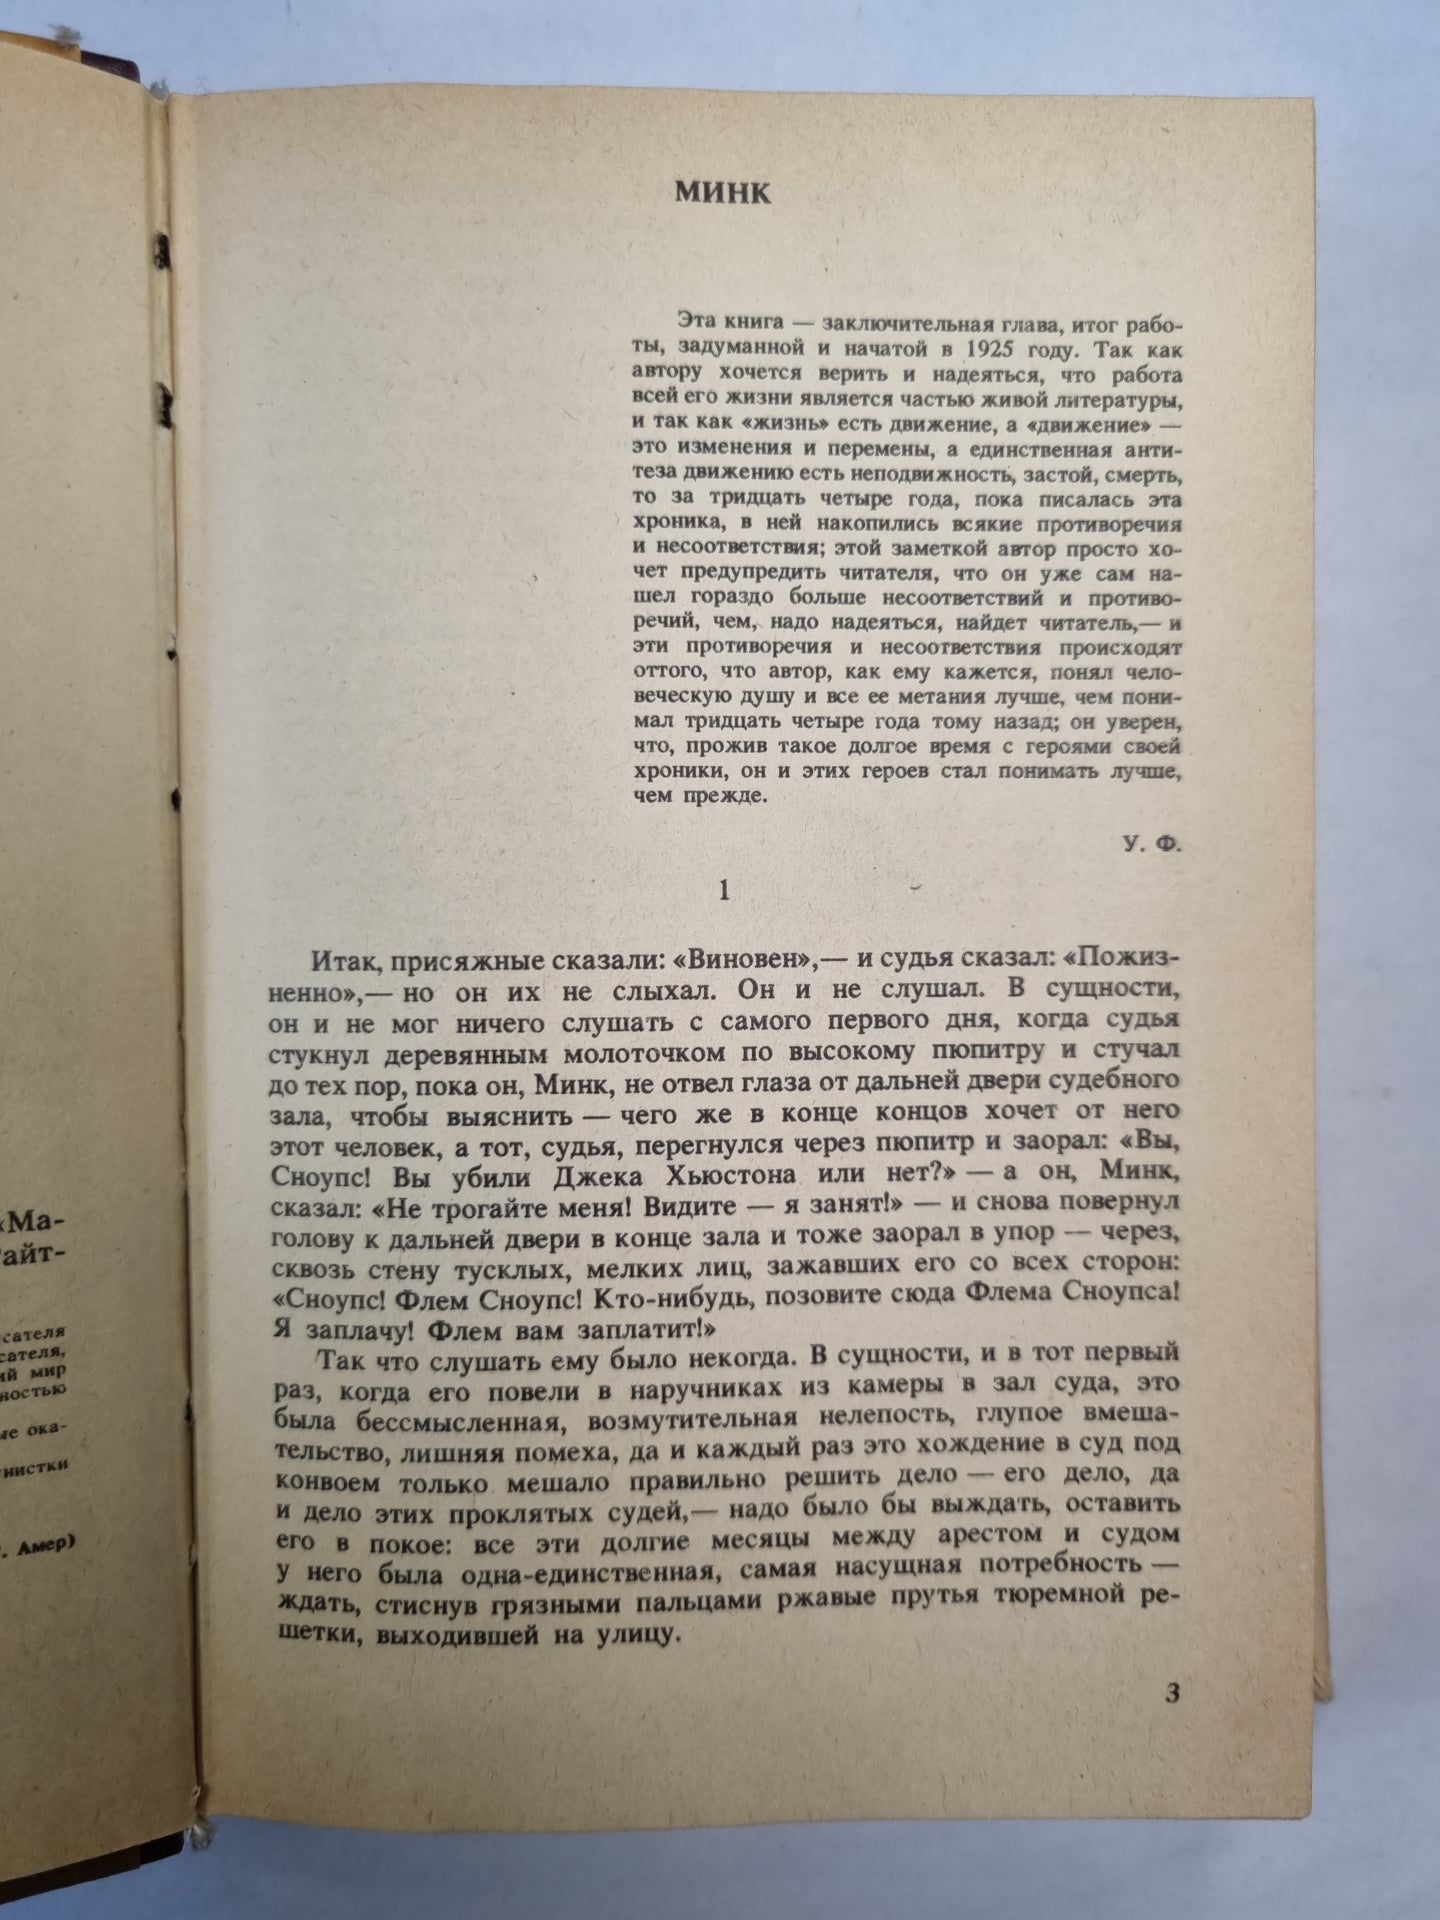 МИНК
Эта книга — заключительная глава, итог рабо-
ты, задуманной и начатой в 1925 году. Так как
автору хочется верить и надеяться, что работа
всей его жизни является частью живой литературы,
и так как «жизнь» есть движение, а «движение» —
это изменения и перемены, а единственная анти-
теза движению есть неподвижность, застой, смерть,
то за тридцать четыре года, пока писалась эта
хроника, в ней накопились всякие противоречия
и несоответствия; этой заметкой автор просто хо-
чет предупредить читателя, что он уже сам на-
шел гораздо больше несоответствий и противо-
речий, чем, надо надеяться, найдет читатель,— и
эти противоречия и несоответствия происходят
оттого, что автор, как ему кажется, понял чело-
веческую душу и все ее метания лучше, чем пони-
мал тридцать четыре года тому назад; он уверен,
что, прожив такое долгое время с героями своей
хроники, он и этих героев стал понимать лучше,
чем прежде.
У. Ф.
1
Итак, присяжные сказали: «Виновен»,— и судья сказал: «Пожиз-
ненно»,— но он их не слыхал. Он и не слушал. В сущности,
он и не мог ничего слушать с самого первого дня, когда судья
стукнул деревянным молоточком по высокому пюпитру и стучал
до тех пор, пока он, Минк, не отвел глаза от дальней двери судебного
зала, чтобы выяснить — чего же в конце концов хочет от него
этот человек, а тот, судья, перегнулся через пюпитр и заорал: «Вы,
Сноупс! Вы убили Джека Хьюстона или нет?» — а он, Минк,
сказал: «Не трогайте меня! Видите — я занят!» — и снова повернул
голову к дальней двери в конце зала и тоже заорал в упор — через,
сквозь стену тусклых, мелких лиц, зажавших его со всех сторон:
«Сноупс! Флем Сноупс! Кто-нибудь, позовите сюда Флема Сноупса!
Я заплачу! Флем вам заплатит!»
Так что слушать ему было некогда. В сущности, и в тот первый
раз, когда его повели в наручниках из камеры в зал суда, это
была бессмысленная, возмутительная нелепость, глупое вмеша-
тельство, лишняя помеха, да и каждый раз это хождение в суд под
конвоем только мешало правильно решить дело — его дело, да
и дело этих проклятых судей,— надо было бы выждать, оставить
его в покое: все эти долгие месяцы между арестом и судом
у него была одна-единственная, самая насущная потребность —
ждать, стиснув грязными пальцами ржавые прутья тюремной ре-
шетки, выходившей на улицу.
3
«Ма-
айт-
сателя
сателя,
ий мир
ностью
ые ока-
нистки
. Амер)